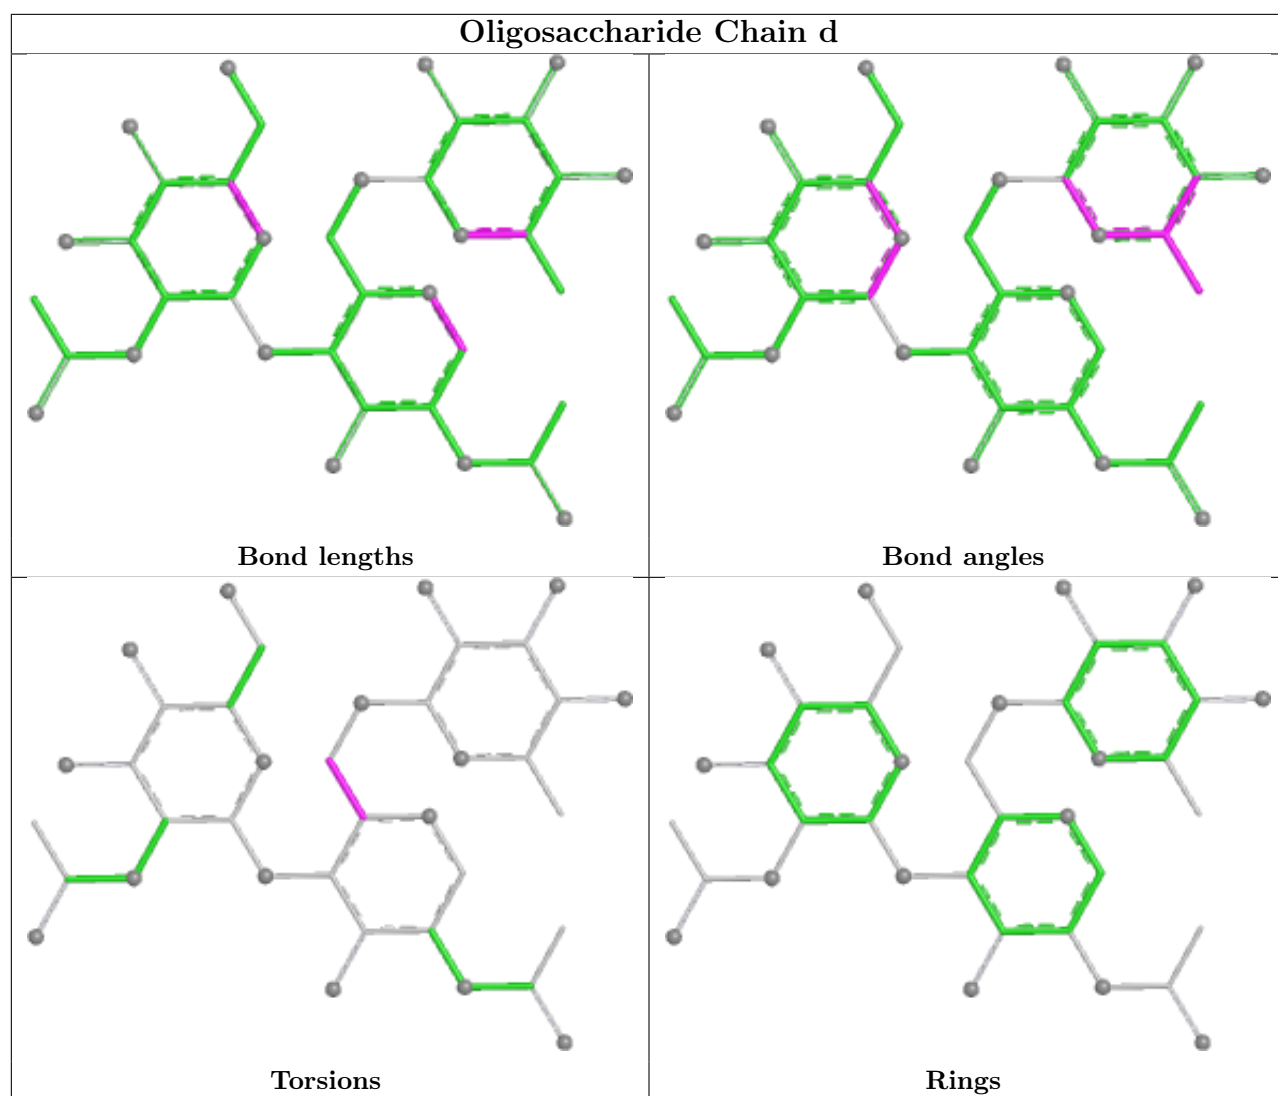 Oligosaccharide Chain d
Bond lengths
Bond angles
Torsions
Rings